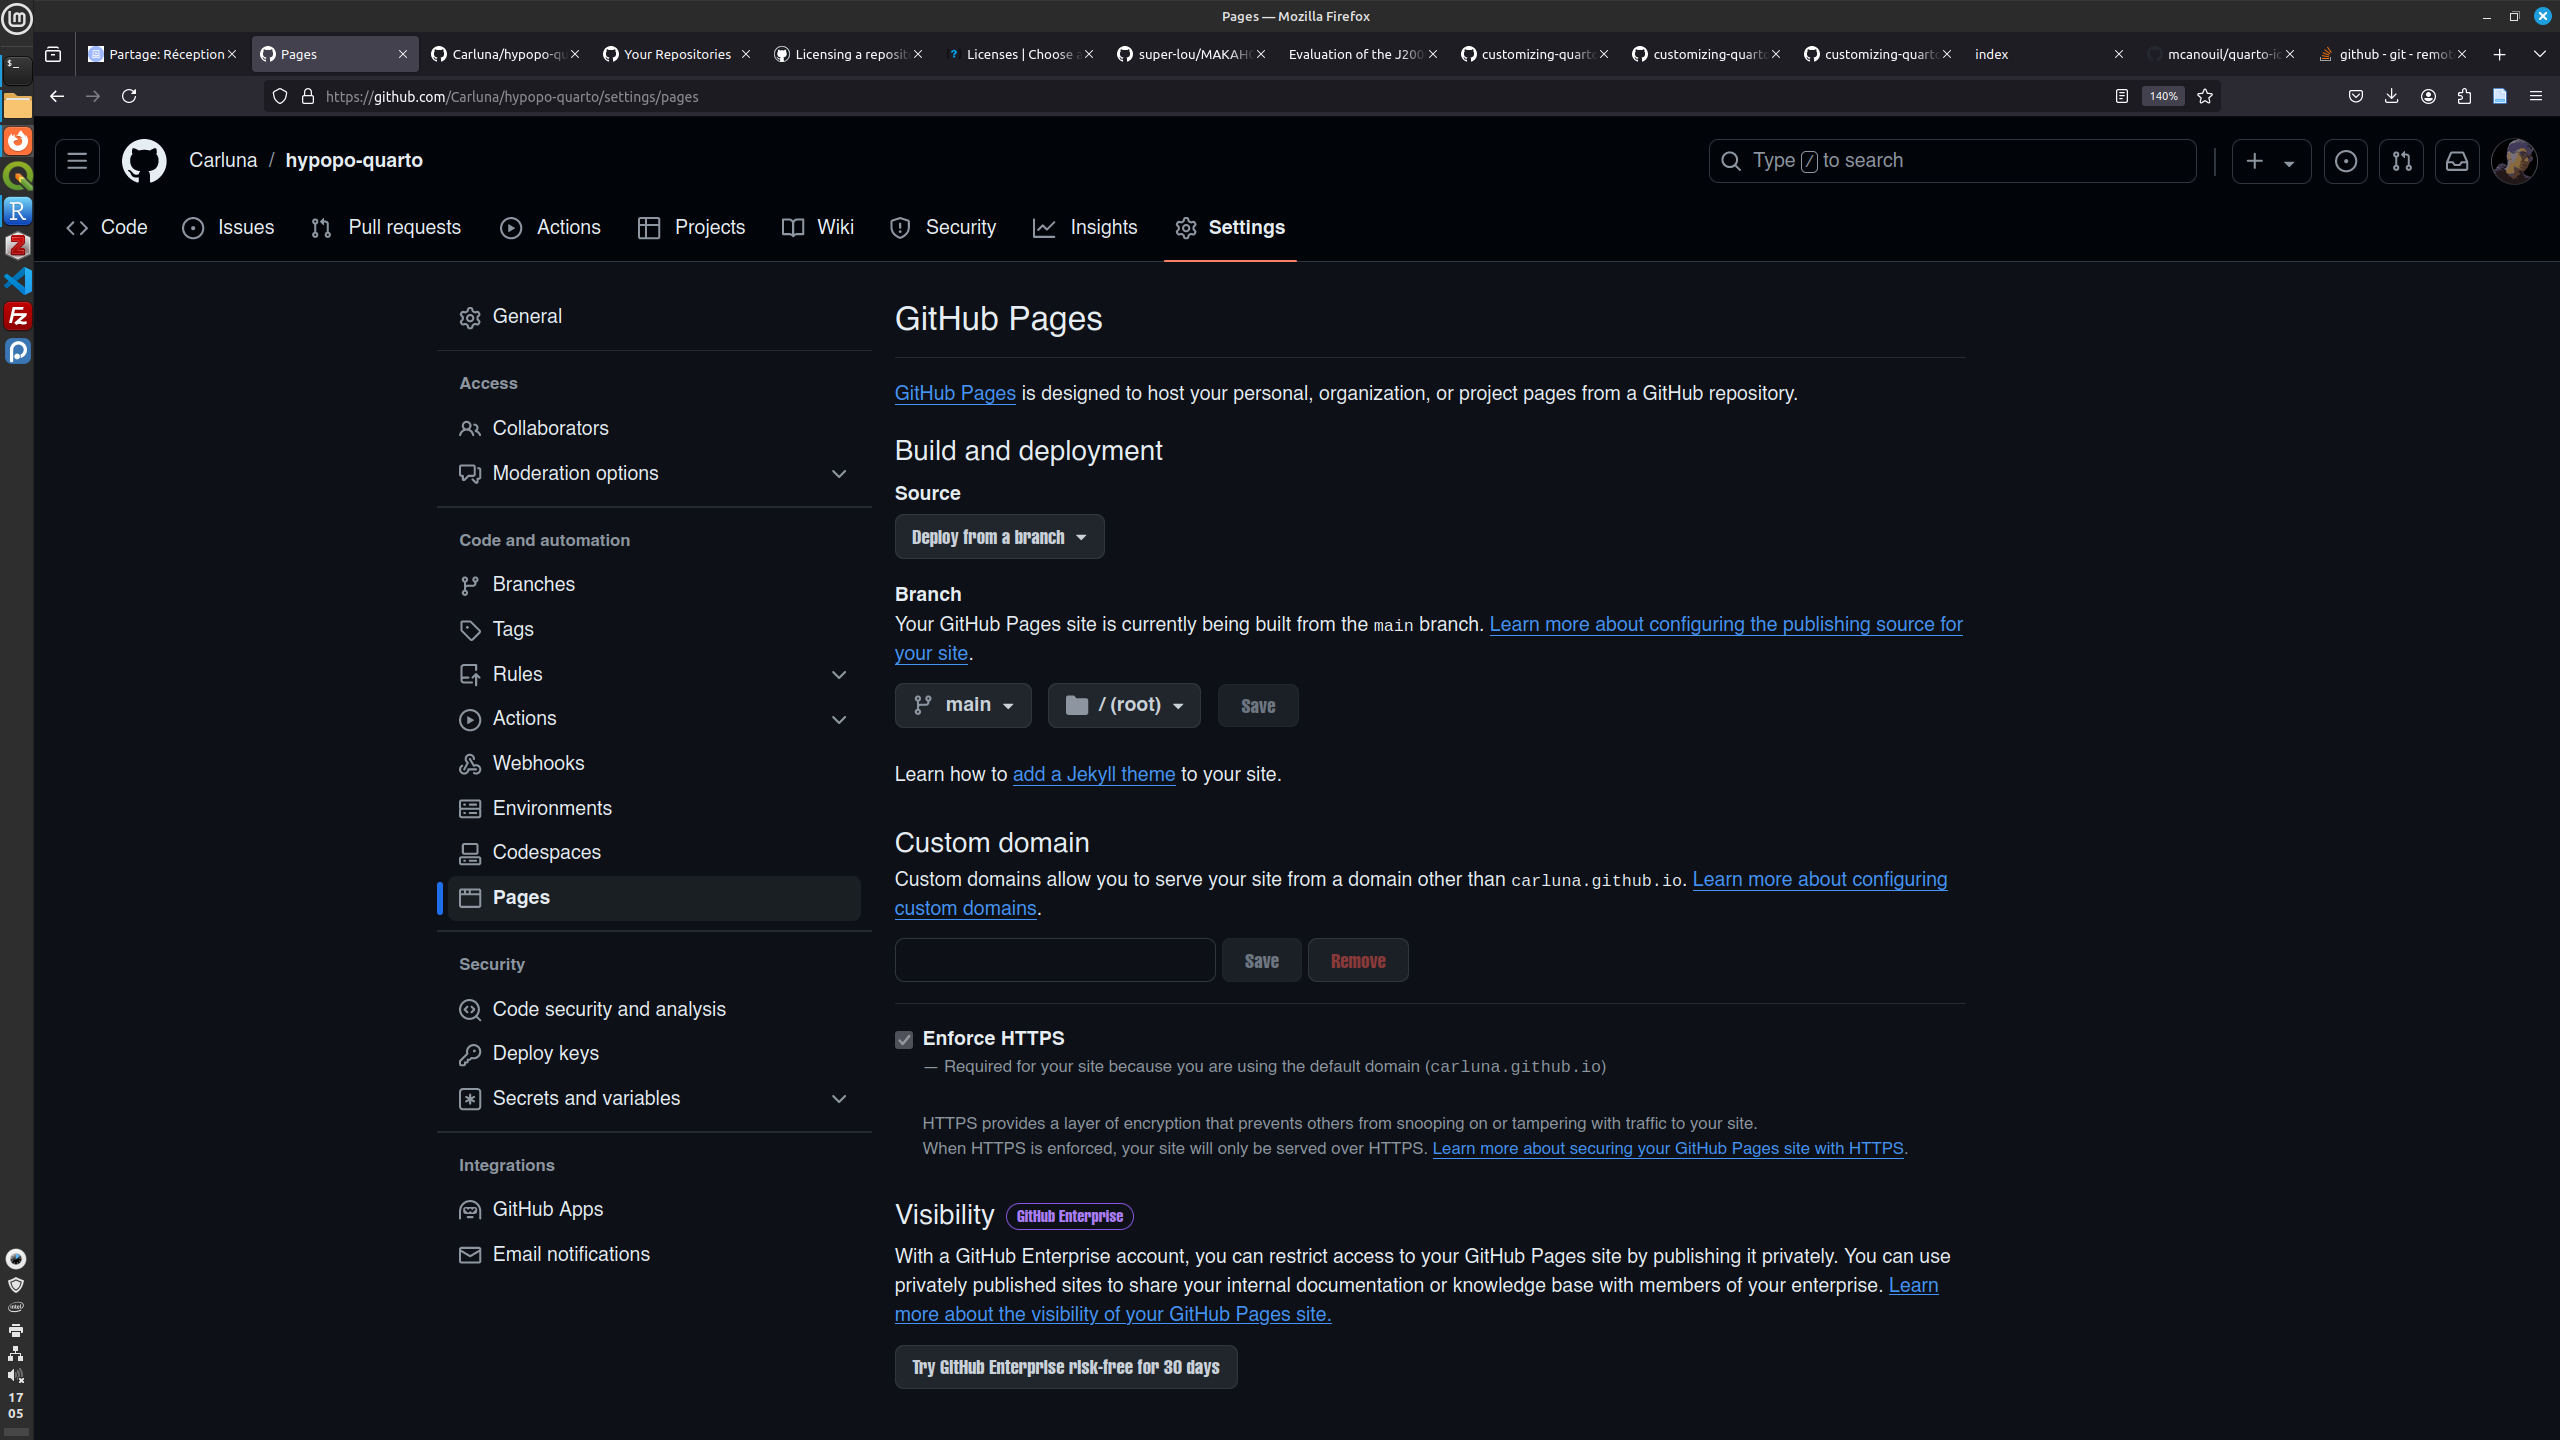 Pages — Mozilla Firefox
Partage: Réception
Pages
Carluna/hypopo-qu
Your Repositories
Licensing a reposit
Licenses | Choose a
super-lou/MAKAHO
Evaluation of the J200
customizing-quarto
customizing-quarto
customizing-quarto
index
mcanouil/quarto-ic
github - git - remot
https://github.com/Carluna/hypopo-quarto/settings/pages
140%
Carluna / hypopo-quarto
Type / to search
Code
Issues
Pull requests
Actions
Projects
Wiki
Security
Insights
Settings
General
Access
Collaborators
Moderation options
Code and automation
Branches
Tags
Rules
Actions
Webhooks
Environments
Codespaces
Pages
Security
Code security and analysis
Deploy keys
Secrets and variables
Integrations
GitHub Apps
Email notifications
GitHub Pages
GitHub Pages is designed to host your personal, organization, or project pages from a GitHub repository.
Build and deployment
Source
Deploy from a branch
Branch
Your GitHub Pages site is currently being built from the main branch. Learn more about configuring the publishing source for
your site.
main
/ (root)
Save
Learn how to add a Jekyll theme to your site.
Custom domain
Custom domains allow you to serve your site from a domain other than carluna.github.io. Learn more about configuring
custom domains.
Save
Remove
Enforce HTTPS
— Required for your site because you are using the default domain (carluna.github.io)
HTTPS provides a layer of encryption that prevents others from snooping on or tampering with traffic to your site.
When HTTPS is enforced, your site will only be served over HTTPS. Learn more about securing your GitHub Pages site with HTTPS.
Visibility
GitHub Enterprise
With a GitHub Enterprise account, you can restrict access to your GitHub Pages site by publishing it privately. You can use
privately published sites to share your internal documentation or knowledge base with members of your enterprise. Learn
more about the visibility of your GitHub Pages site.
Try GitHub Enterprise risk-free for 30 days
17
05